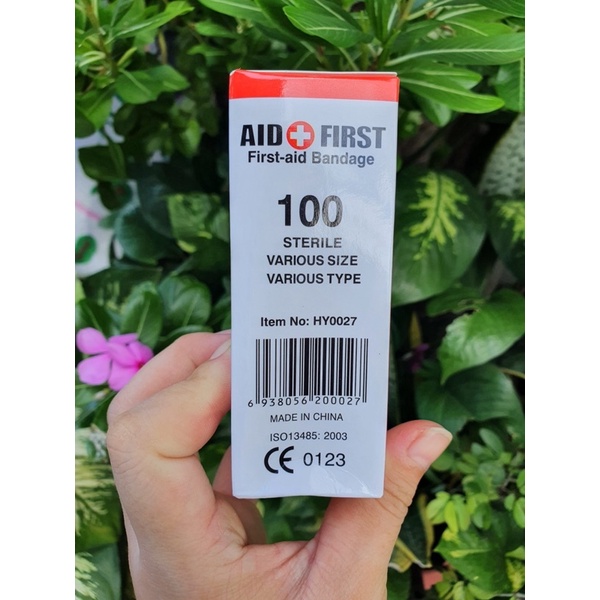 AID FIRST
First-aid Bandage
100
STERILE
VARIOUS SIZE
VARIOUS TYPE
Item No: HY0027
6 938056 200027
MADE IN CHINA
ISO13485: 2003
CE 0123